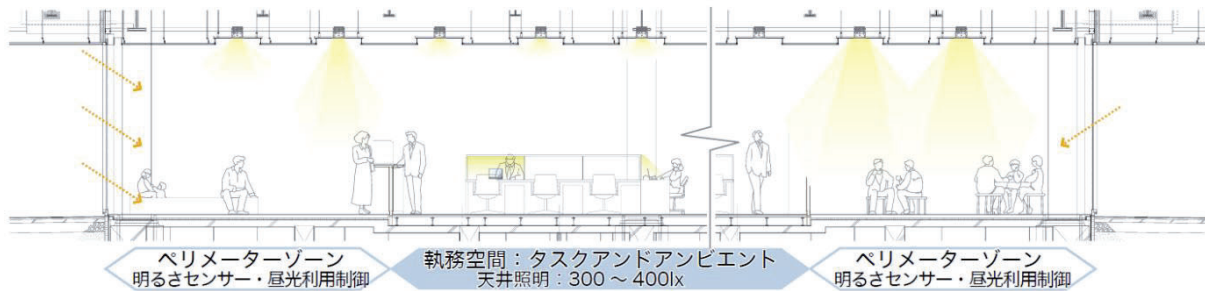 ペリメーターゾーン
明るさセンサー・昼光利用制御
執務空間：タスクアンドアンビエント
天井照明：300 ～ 400lx
ペリメーターゾーン
明るさセンサー・昼光利用制御